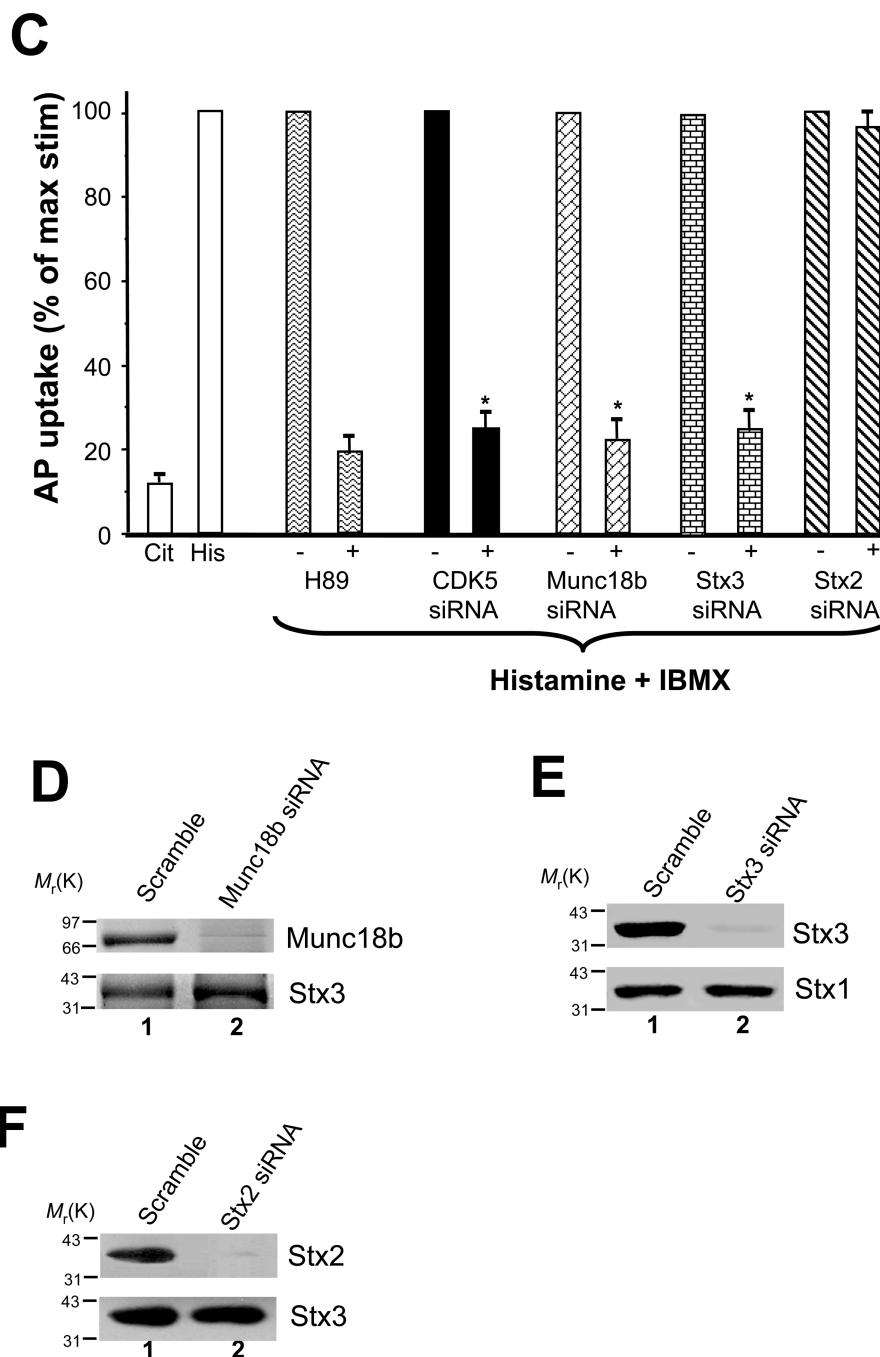 C
AP uptake (% of max stim)
100
80
60
40
20
0
* * *
Cit His - + - + - + - + - +
H89 CDK5 Munc18b Stx3 Stx2
siRNA siRNA siRNA siRNA
Histamine + IBMX
D
Scramble
Munc18b siRNA
Mr(K)
97
66
Munc18b
43
31
Stx3
1 2
E
Scramble
Stx3 siRNA
Mr(K)
43
31
Stx3
43
31
Stx1
1 2
F
Scramble
Stx2 siRNA
Mr(K)
43
31
Stx2
43
31
Stx3
1 2